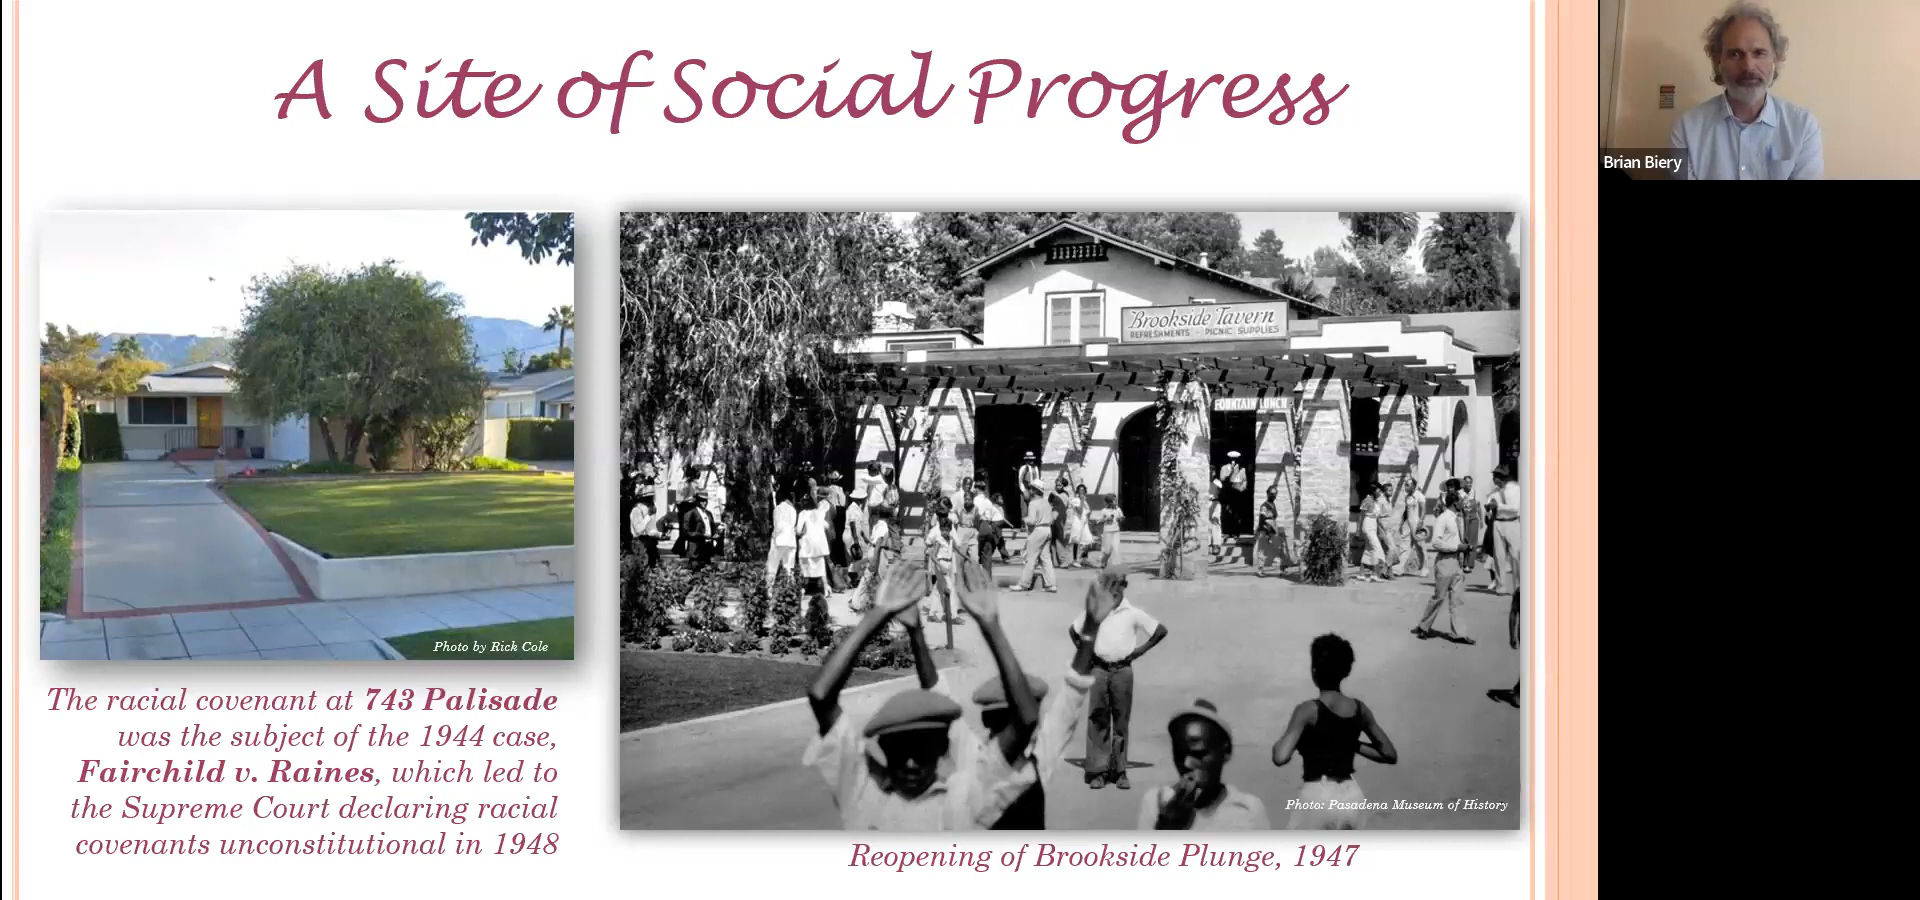 A Site of Social Progress
Brian Biery
Brookside Tavern
REFRESHMENTS - PICNIC SUPPLIES
FOUNTAIN LUNCH
Photo by Rick Cole
The racial covenant at 743 Palisade
was the subject of the 1944 case,
Fairchild v. Raines, which led to
the Supreme Court declaring racial
covenants unconstitutional in 1948
Photo: Pasadena Museum of History
Reopening of Brookside Plunge, 1947